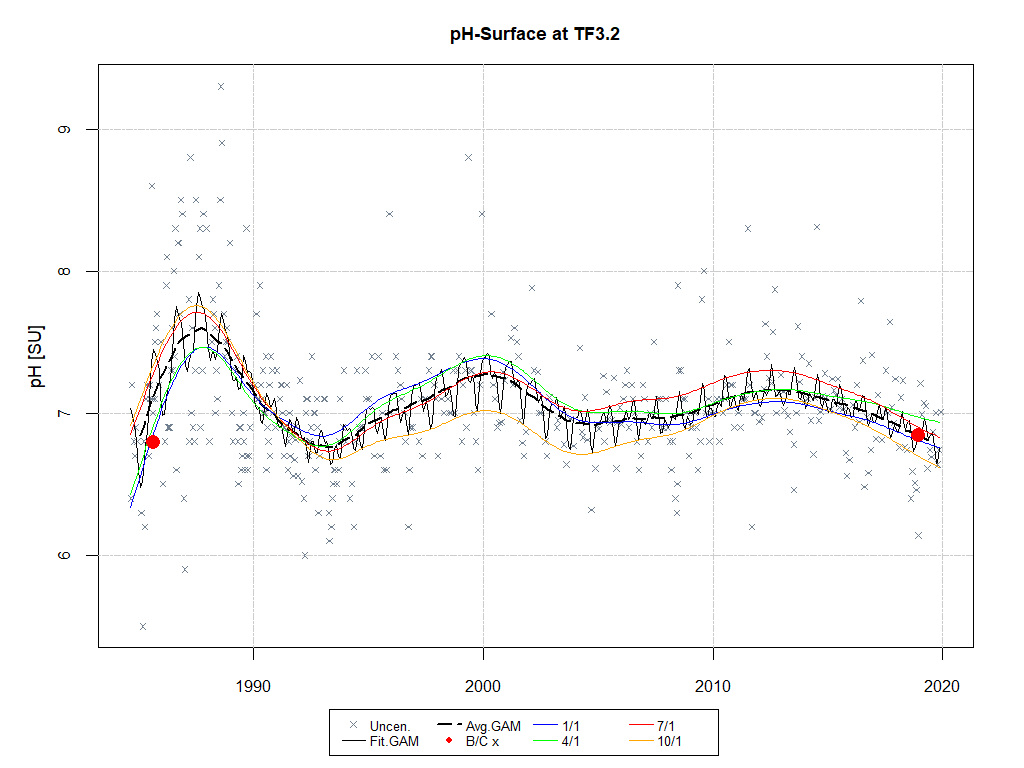 pH-Surface at TF3.2
pH [SU]
9
8
7
6
1990 2000 2010 2020
Uncen. Avg.GAM 1/1 7/1
Fit.GAM B/C x 4/1 10/1